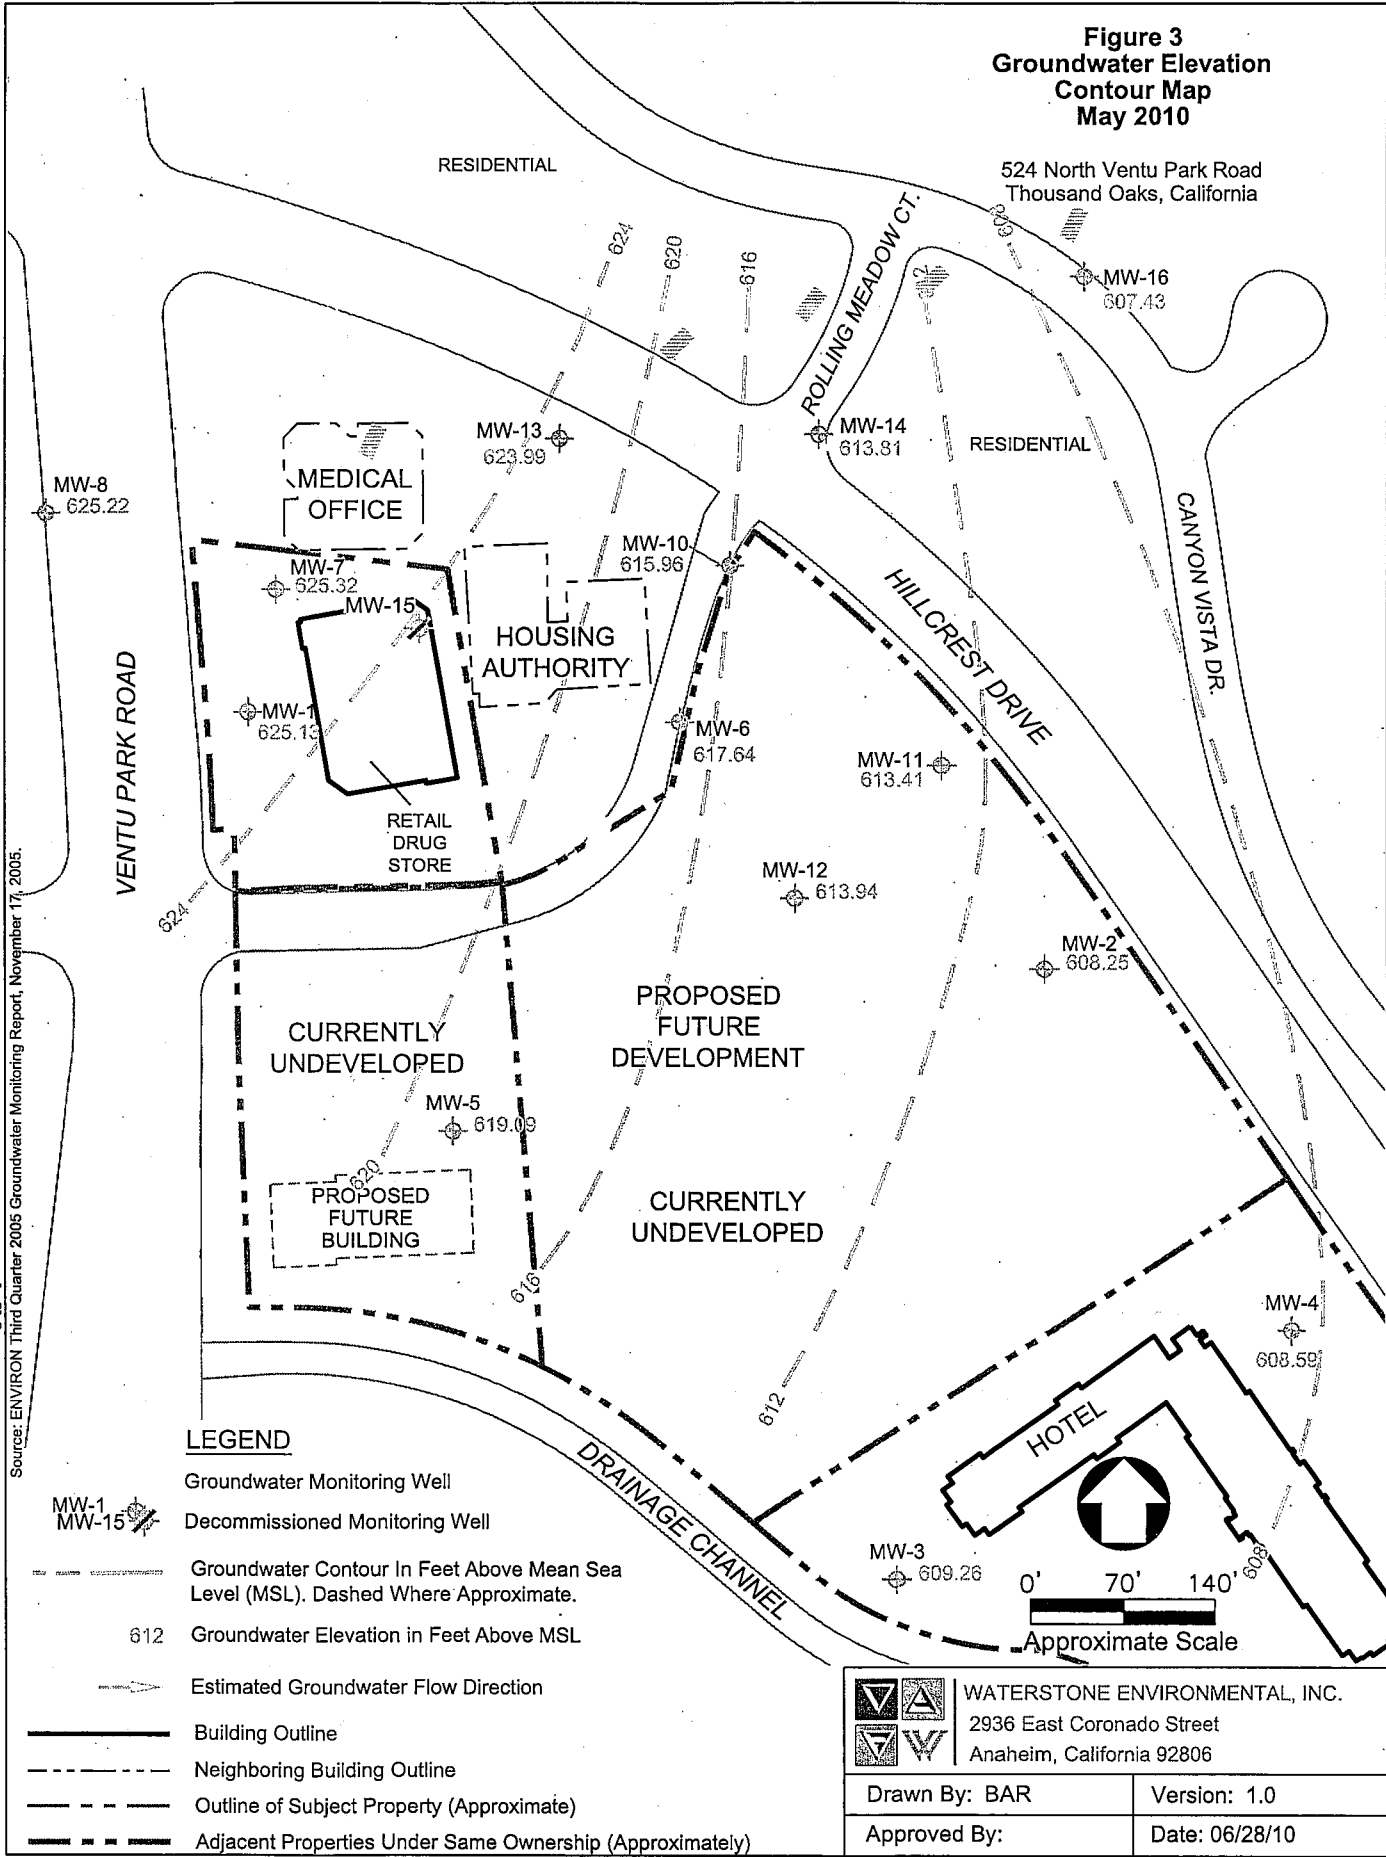 Figure 3
Groundwater Elevation
Contour Map
May 2010
524 North Ventu Park Road
Thousand Oaks, California
RESIDENTIAL
624
620
616
612
608
ROLLING MEADOW CT.
MW-16
607.43
MW-13
623.99
MW-14
613.81
RESIDENTIAL
MEDICAL
OFFICE
MW-8
625.22
MW-10
615.96
MW-7
625.32
MW-15
HOUSING
AUTHORITY
HILLCREST DRIVE
CANYON VISTA DR.
VENTU PARK ROAD
MW-1
625.13
MW-6
617.64
MW-11
613.41
RETAIL
DRUG
STORE
MW-12
613.94
624
MW-2
608.25
PROPOSED
FUTURE
DEVELOPMENT
CURRENTLY
UNDEVELOPED
MW-5
619.09
620
PROPOSED
FUTURE
BUILDING
CURRENTLY
UNDEVELOPED
616
MW-4
608.59
612
HOTEL
DRAINAGE CHANNEL
MW-3
609.26
608
0' 70' 140'
Approximate Scale
Source: ENVIRON Third Quarter 2005 Groundwater Monitoring Report, November 17, 2005.
LEGEND
Groundwater Monitoring Well
MW-1
MW-15
Decommissioned Monitoring Well
Groundwater Contour In Feet Above Mean Sea
Level (MSL). Dashed Where Approximate.
612 Groundwater Elevation in Feet Above MSL
Estimated Groundwater Flow Direction
Building Outline
Neighboring Building Outline
Outline of Subject Property (Approximate)
Adjacent Properties Under Same Ownership (Approximately)
WATERSTONE ENVIRONMENTAL, INC.
2936 East Coronado Street
Anaheim, California 92806
Drawn By: BAR
Version: 1.0
Approved By:
Date: 06/28/10